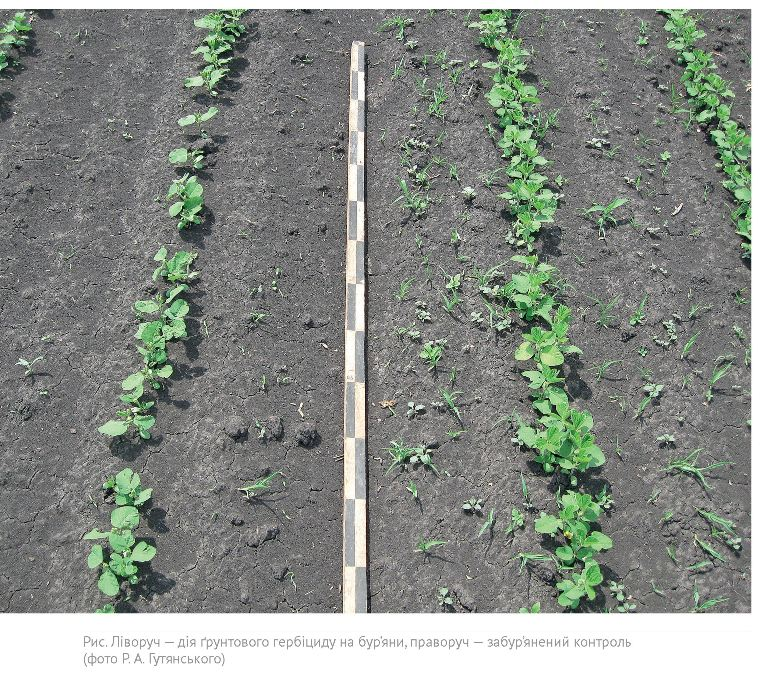 Рис. Ліворуч — дія ґрунтового гербіциду на бур'яни, праворуч — забур'янений контроль
(фото Р. А. Гутянського)